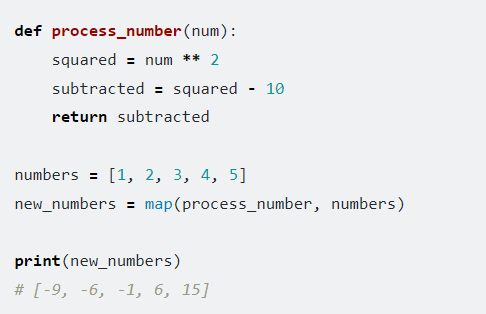 def process_number(num):
    squared = num ** 2
    subtracted = squared - 10
    return subtracted

numbers = [1, 2, 3, 4, 5]
new_numbers = map(process_number, numbers)

print(new_numbers)
# [-9, -6, -1, 6, 15]